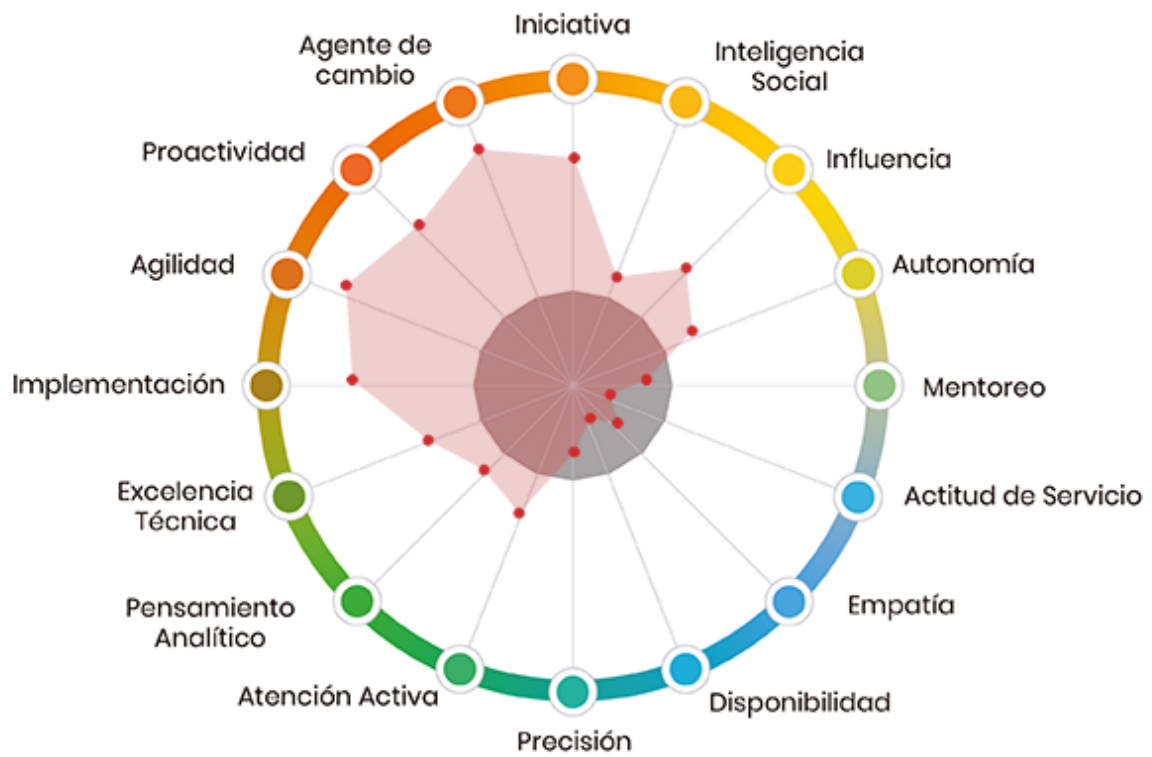 Iniciativa
Inteligencia
Social
Influencia
Autonomía
Mentoreo
Actitud de Servicio
Empatía
Disponibilidad
Precisión
Atención Activa
Pensamiento
Analítico
Excelencia
Técnica
Implementación
Agilidad
Proactividad
Agente de
cambio